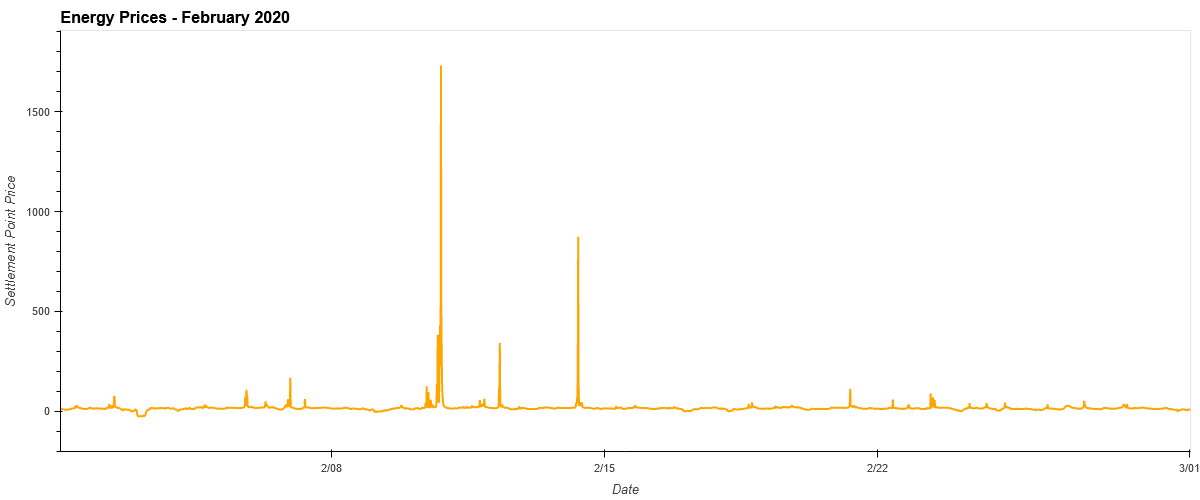 Energy Prices - February 2020
1500
1000
500
0
Settlement Point Price
2/08
2/15
2/22
3/01
Date